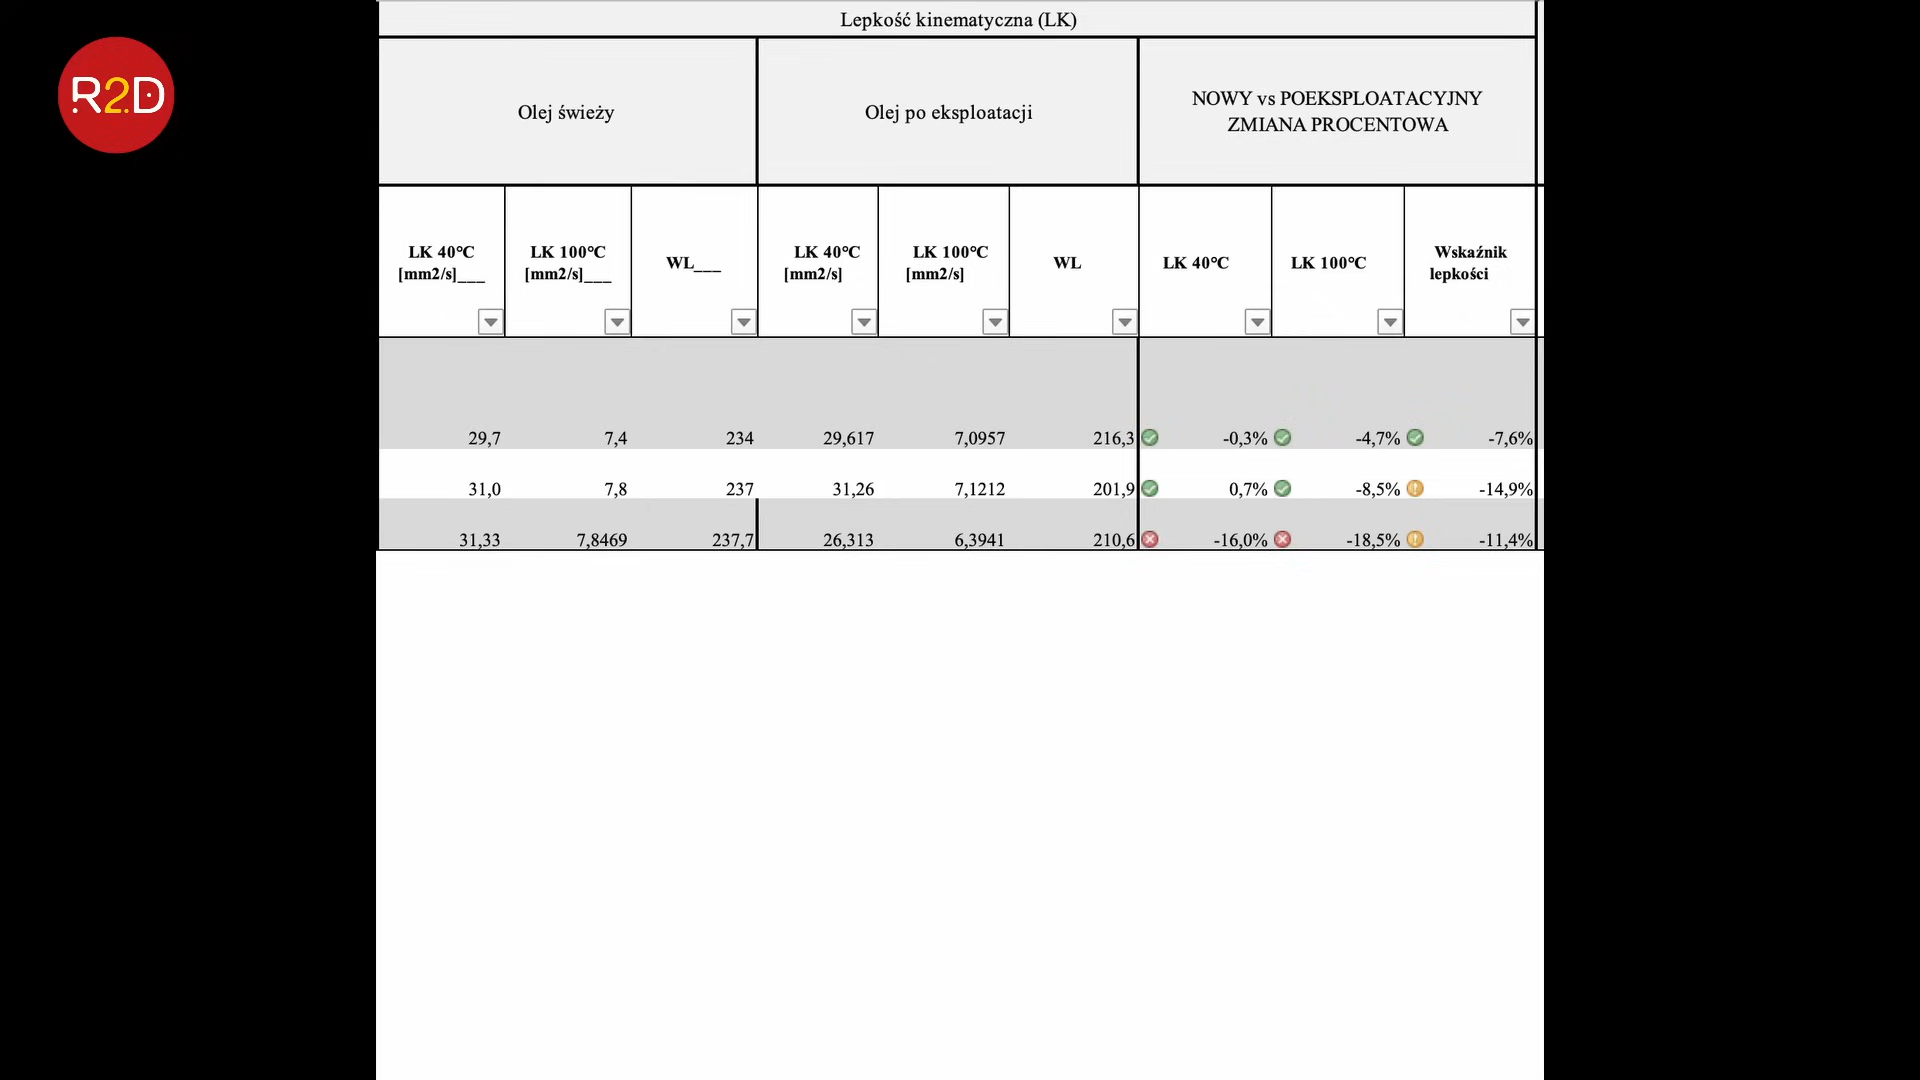 R2D
Lepkość kinematyczna (LK)
Olej świeży
Olej po eksploatacji
NOWY vs POEKSPLOATACYJNY
ZMIANA PROCENTOWA
LK 40°C
[mm2/s]___
LK 100°C
[mm2/s]___
WL___
LK 40°C
[mm2/s]
LK 100°C
[mm2/s]
WL
LK 40°C
LK 100°C
Wskaźnik
lepkości
29,7 7,4 234 29,617 7,0957 216,3 -0,3% -4,7% -7,6%
31,0 7,8 237 31,26 7,1212 201,9 0,7% -8,5% -14,9%
31,33 7,8469 237,7 26,313 6,3941 210,6 -16,0% -18,5% -11,4%